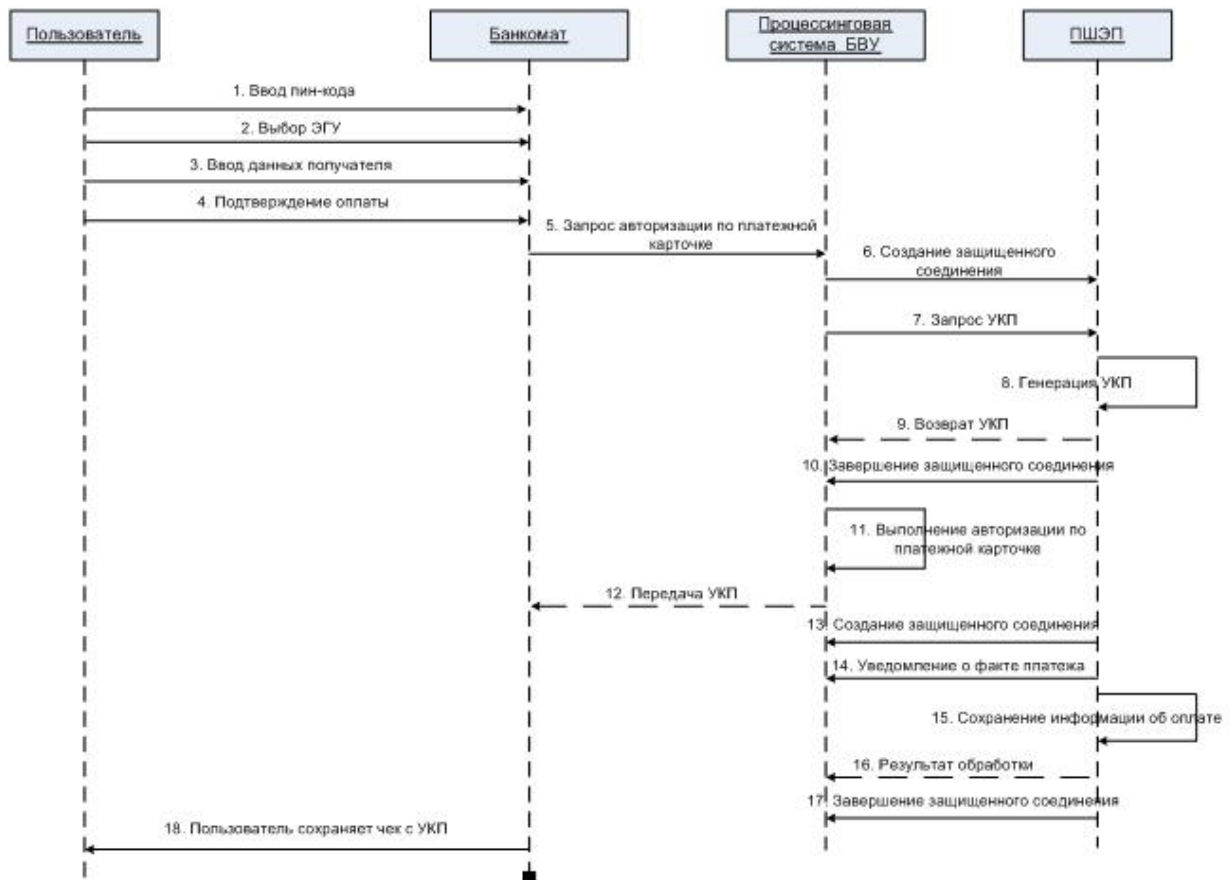 Пользователь
Банкомат
Процессинговая
система БВУ
ПШЭП
1. Ввод пин-кода
2. Выбор ЭГУ
3. Ввод данных получателя
4. Подтверждение оплаты
5. Запрос авторизации по платежной
карточке
6. Создание защищенного
соединения
7. Запрос УКП
8. Генерация УКП
9. Возврат УКП
10. Завершение защищенного соединения
11. Выполнение авторизации по
платежной карточке
12. Передача УКП
13. Создание защищенного соединения
14. Уведомление о факте платежа
15. Сохранение информации об оплате
16. Результат обработки
17. Завершение защищенного соединения
18. Пользователь сохраняет чек с УКП